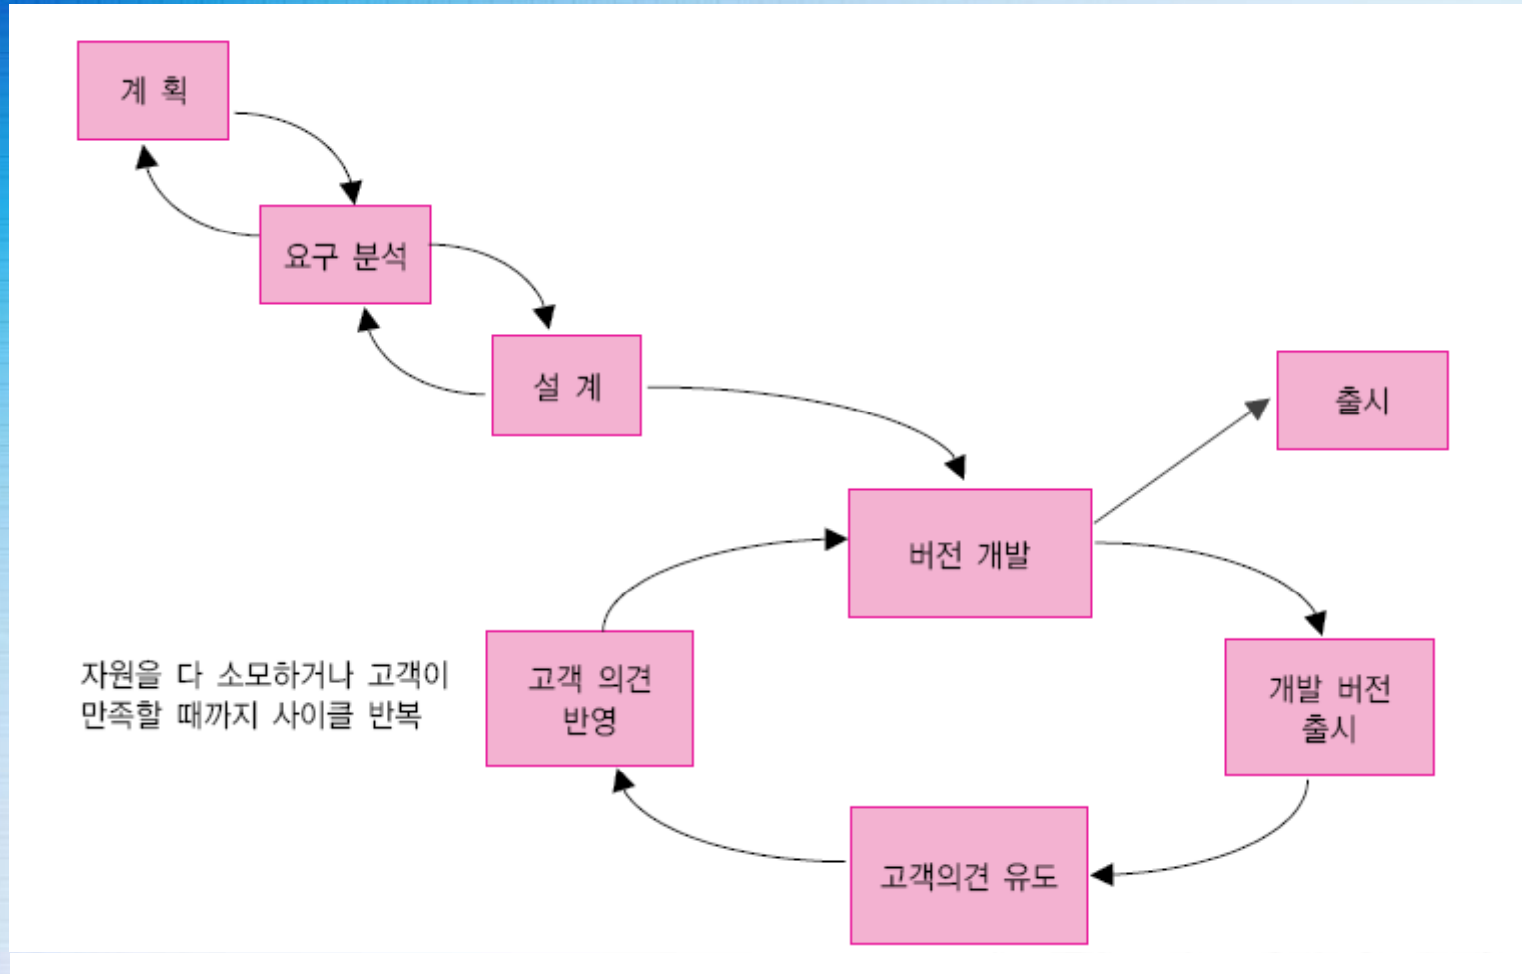 계 획
요구 분석
설 계
출시
버전 개발
자원을 다 소모하거나 고객이
만족할 때까지 사이클 반복
고객 의견
반영
개발 버전
출시
고객의견 유도